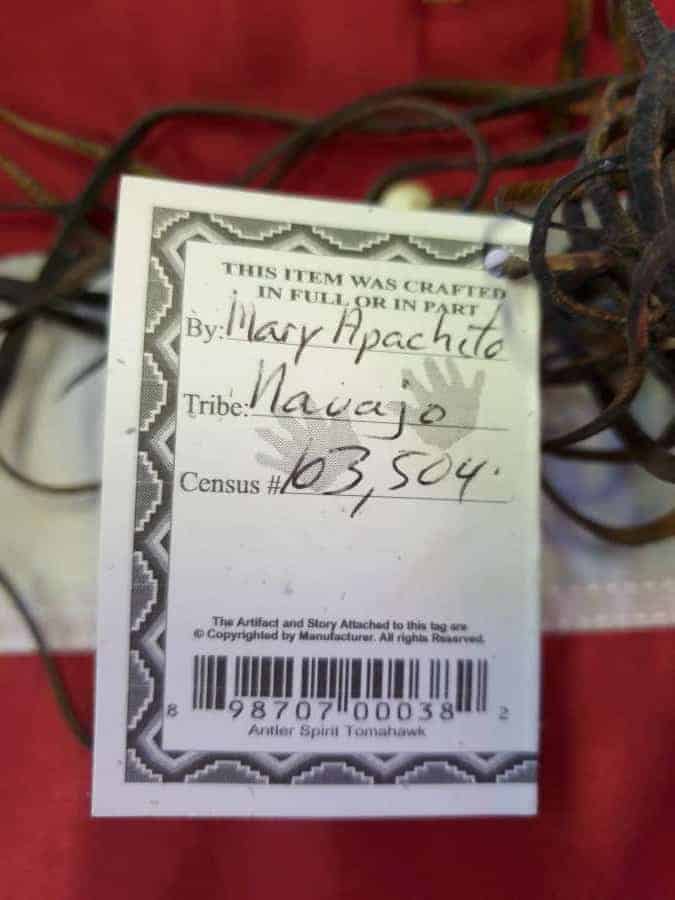 THIS ITEM WAS CRAFTED
IN FULL OR IN PART
By: Mary Apachito
Tribe: Navajo
Census # 103,504.
The Artifact and Story Attached to this tag are
© Copyrighted by Manufacturer. All rights Reserved.
8 98707 00038 2
Antler Spirit Tomahawk